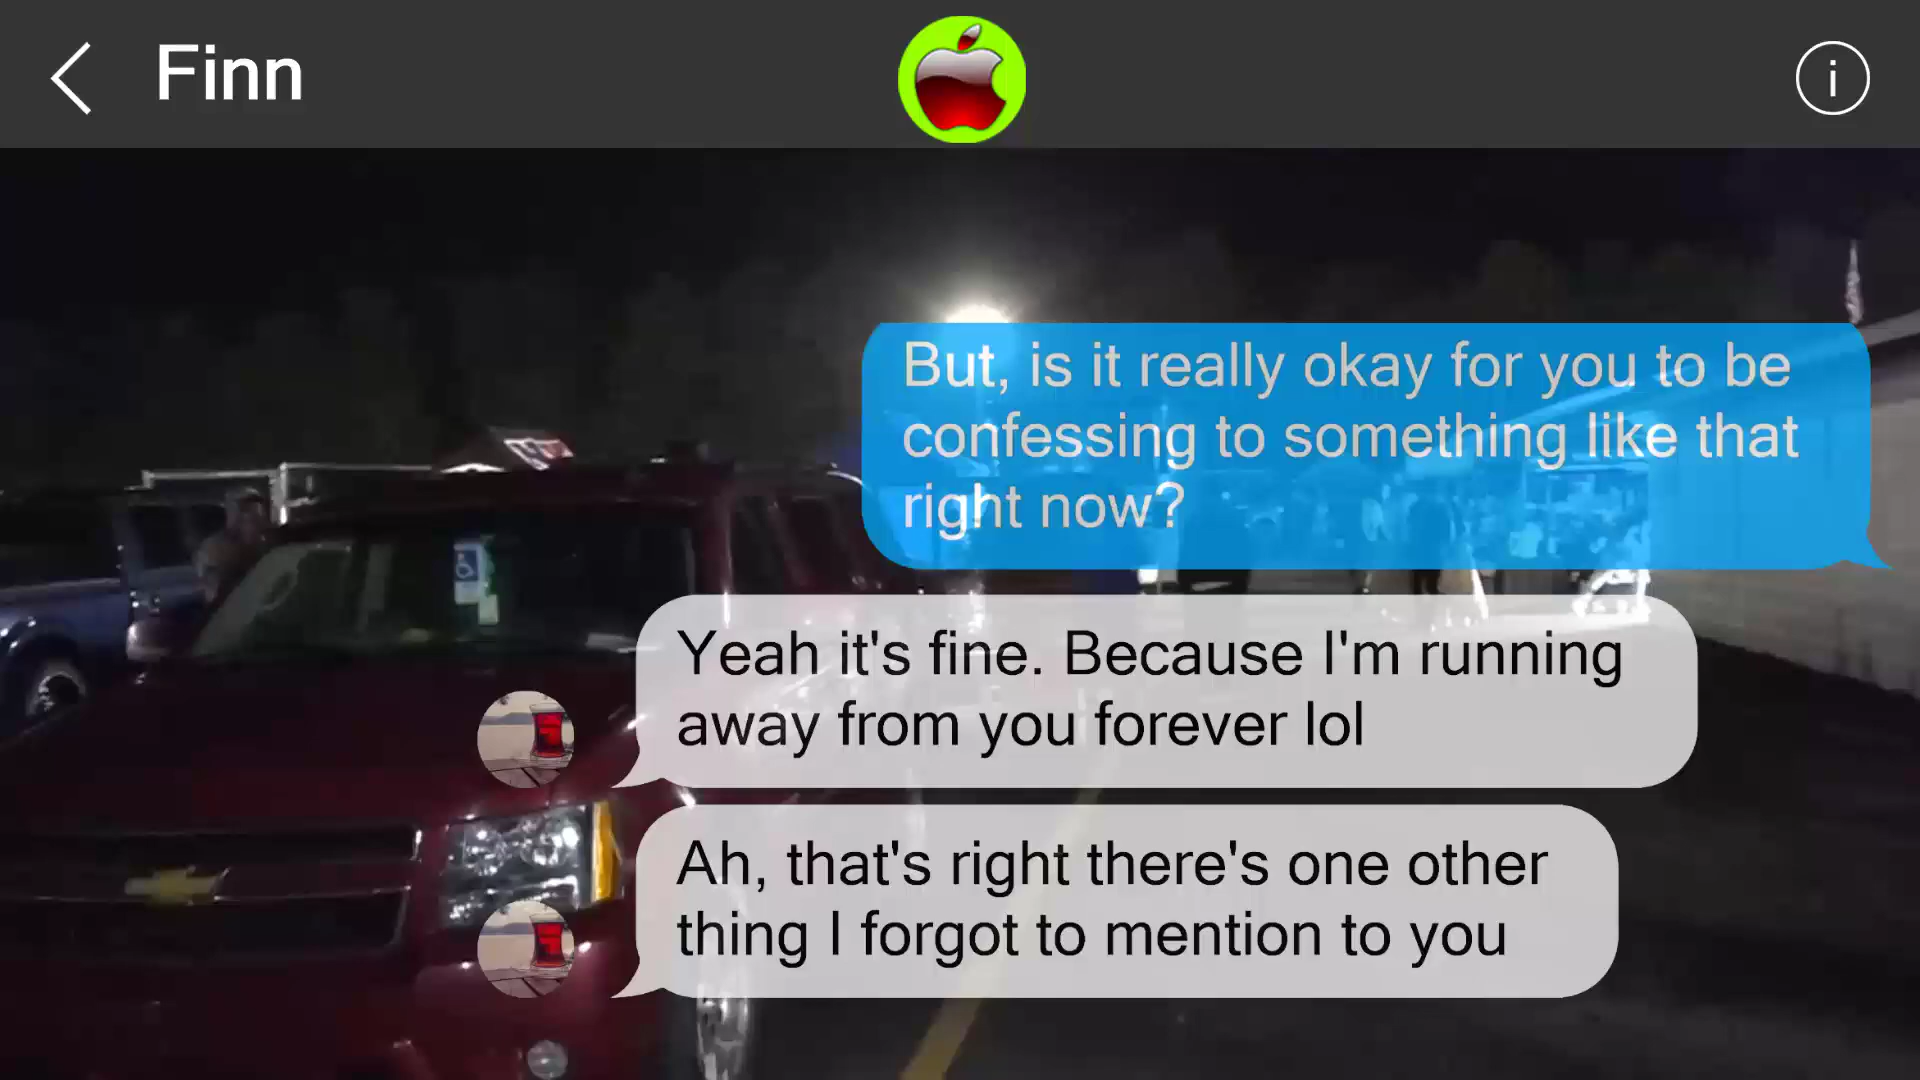 Finn
i
But, is it really okay for you to be
confessing to something like that
right now?
Yeah it's fine. Because I'm running
away from you forever lol
Ah, that's right there's one other
thing I forgot to mention to you